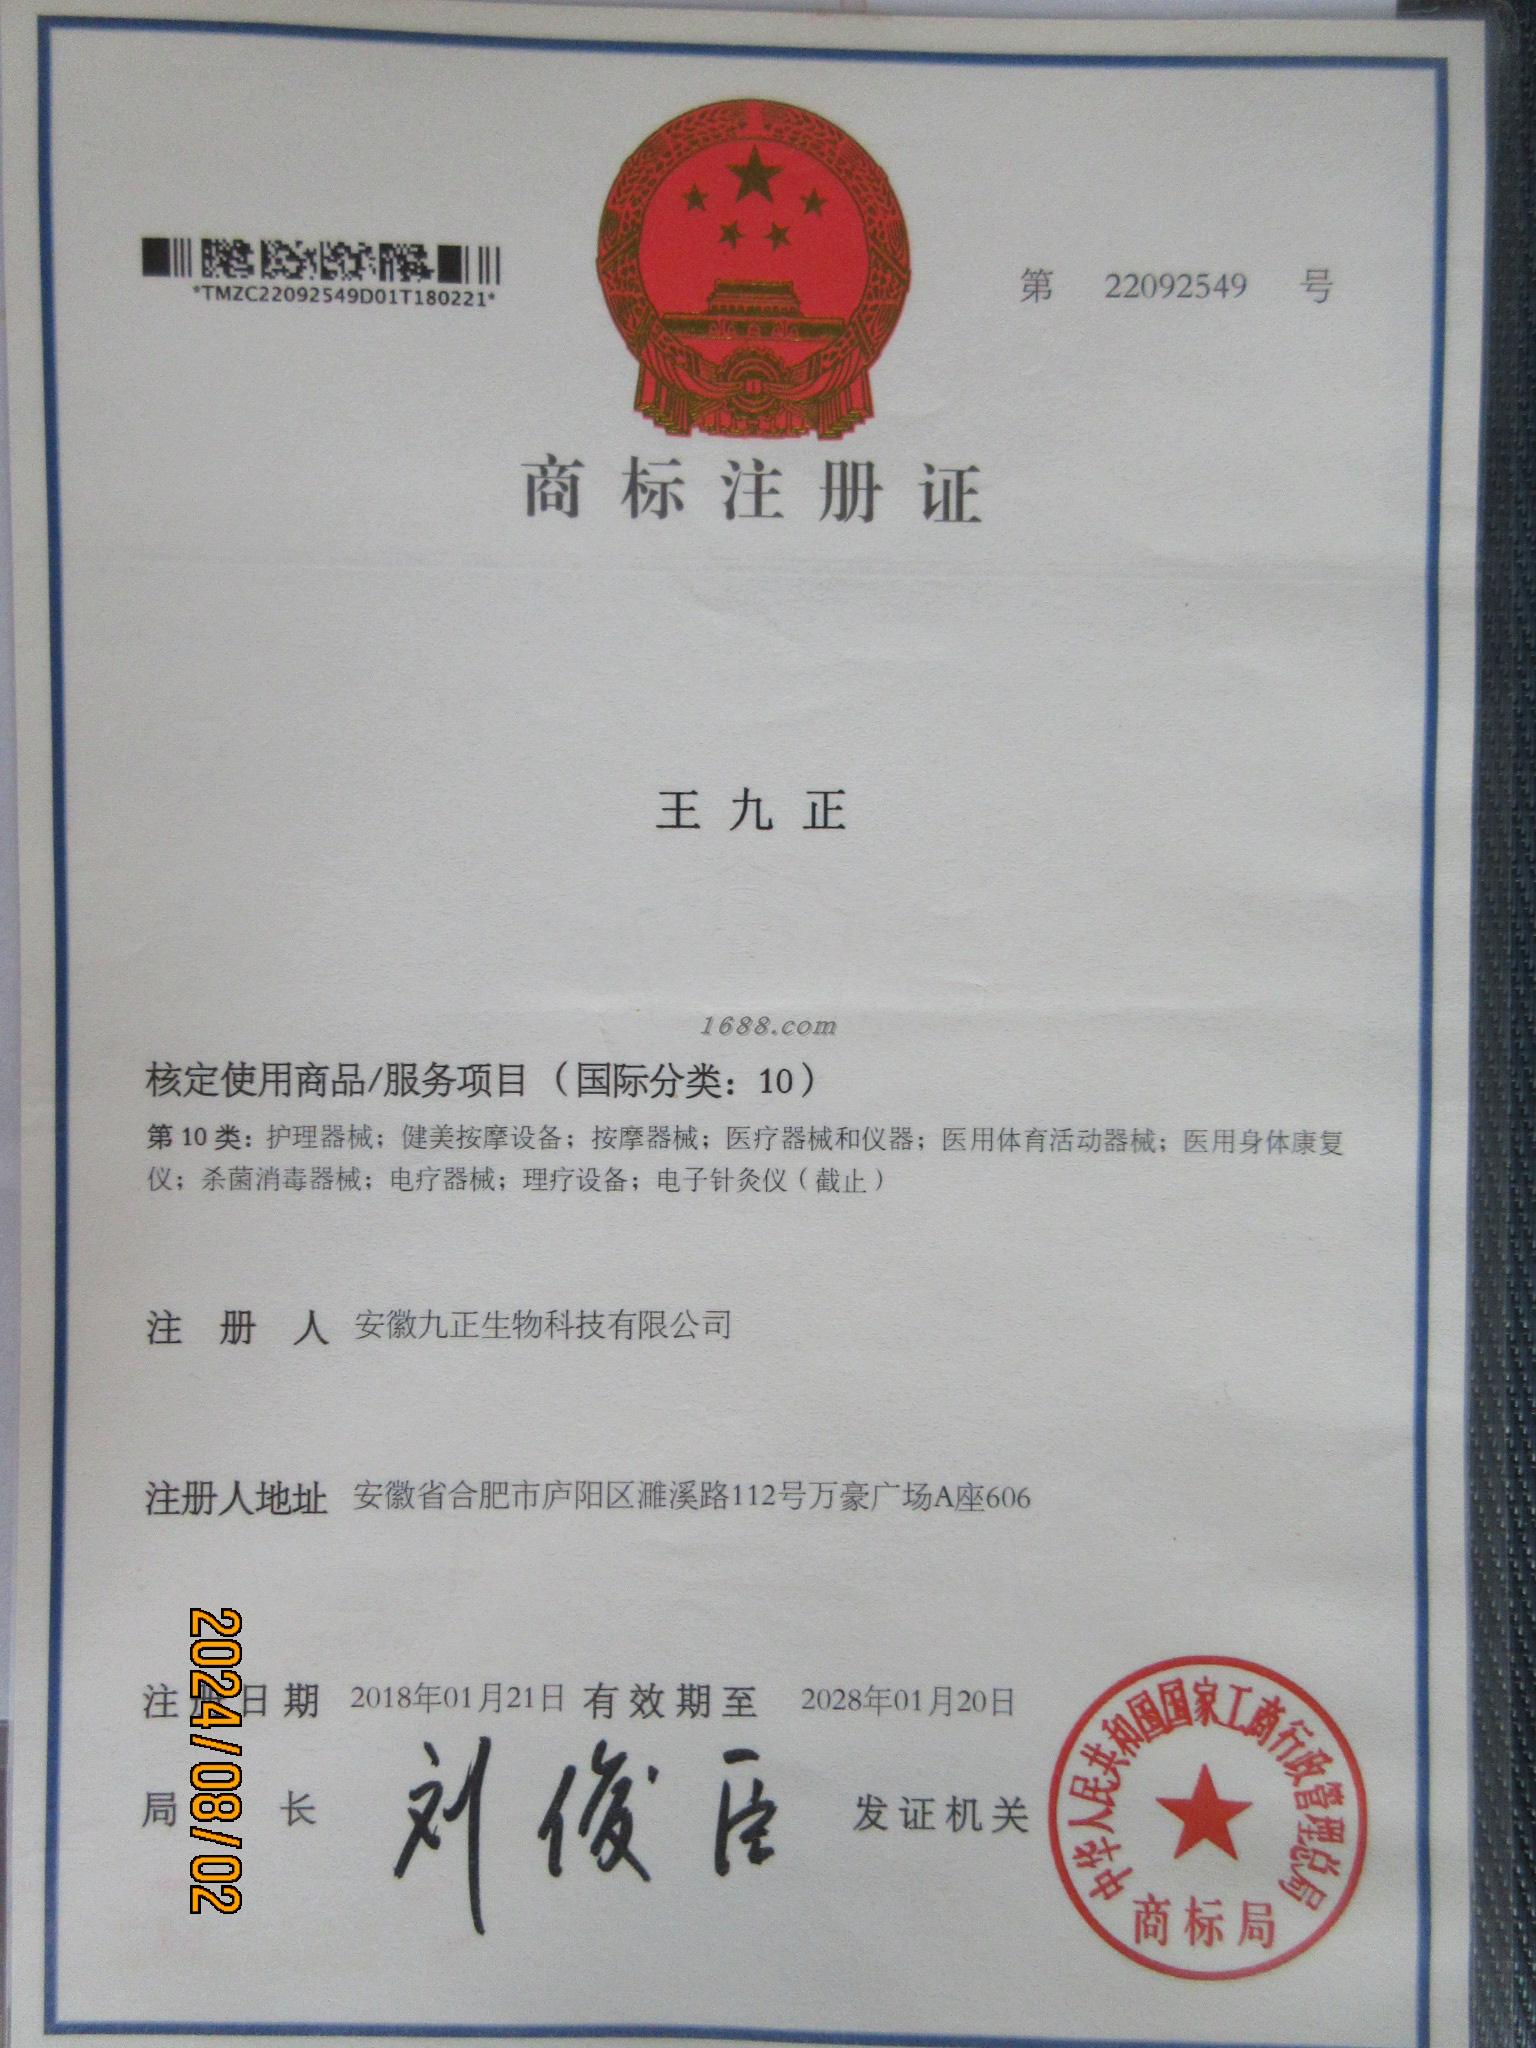 *TMZC22092549D01T180221*
第 22092549 号
商标注册证
王九正
1688.com
核定使用商品/服务项目（国际分类：10）
第10类：护理器械；健美按摩设备；按摩器械；医疗器械和仪器；医用体育活动器械；医用身体康复
仪；杀菌消毒器械；电疗器械；理疗设备；电子针灸仪（截止）
注册人 安徽九正生物科技有限公司
注册人地址 安徽省合肥市庐阳区濉溪路112号万豪广场A座606
注册日期 2018年01月21日 有效期至 2028年01月20日
局长 刘俊臣 发证机关
中华人民共和国国家工商行政管理总局
商标局
2024/08/02